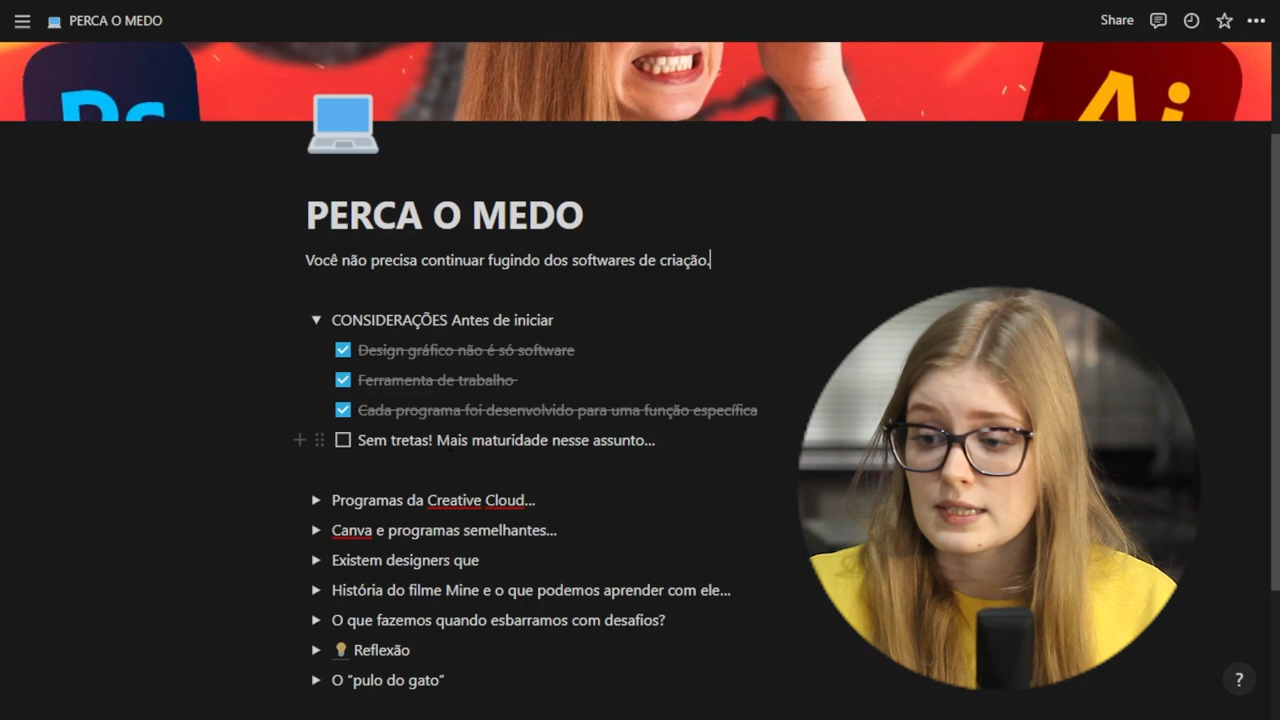 PERCA O MEDO
Share
Ps
Ai
PERCA O MEDO
Você não precisa continuar fugindo dos softwares de criação.
CONSIDERAÇÕES Antes de iniciar
Design gráfico não é só software
Ferramenta de trabalho
Cada programa foi desenvolvido para uma função específica
Sem tretas! Mais maturidade nesse assunto...
Programas da Creative Cloud...
Canva e programas semelhantes...
Existem designers que
História do filme Mine e o que podemos aprender com ele...
O que fazemos quando esbarramos com desafios?
Reflexão
O “pulo do gato”
?